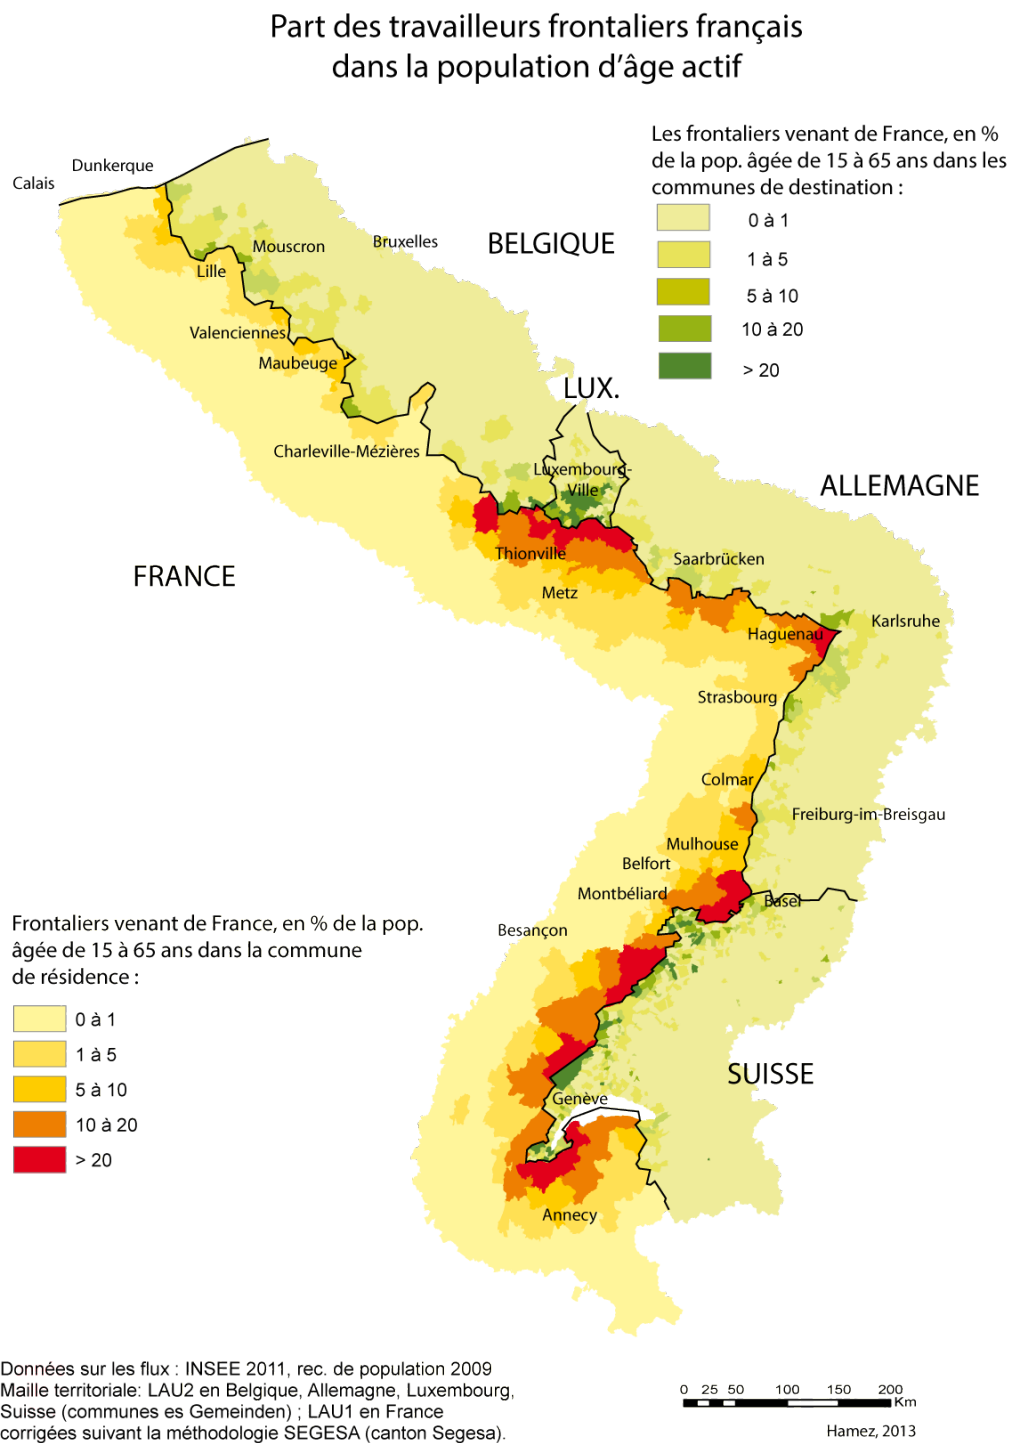 Part des travailleurs frontaliers français
dans la population d'âge actif
Les frontaliers venant de France, en %
de la pop. âgée de 15 à 65 ans dans les
communes de destination :
0 à 1
1 à 5
5 à 10
10 à 20
> 20
Dunkerque
Calais
Mouscron
Bruxelles
BELGIQUE
Lille
Valenciennes
Maubeuge
LUX.
Charleville-Mézières
Luxembourg-
Ville
ALLEMAGNE
Thionville
Saarbrücken
FRANCE
Metz
Karlsruhe
Haguenau
Strasbourg
Colmar
Freiburg-im-Breisgau
Mulhouse
Belfort
Montbéliard
Basel
Besançon
SUISSE
Genève
Annecy
Frontaliers venant de France, en % de la pop.
âgée de 15 à 65 ans dans la commune
de résidence :
0 à 1
1 à 5
5 à 10
10 à 20
> 20
Données sur les flux : INSEE 2011, rec. de population 2009
Maille territoriale: LAU2 en Belgique, Allemagne, Luxembourg,
Suisse (communes es Gemeinden) ; LAU1 en France
corrigées suivant la méthodologie SEGESA (canton Segesa).
0 25 50 100 150 200
Km
Hamez, 2013